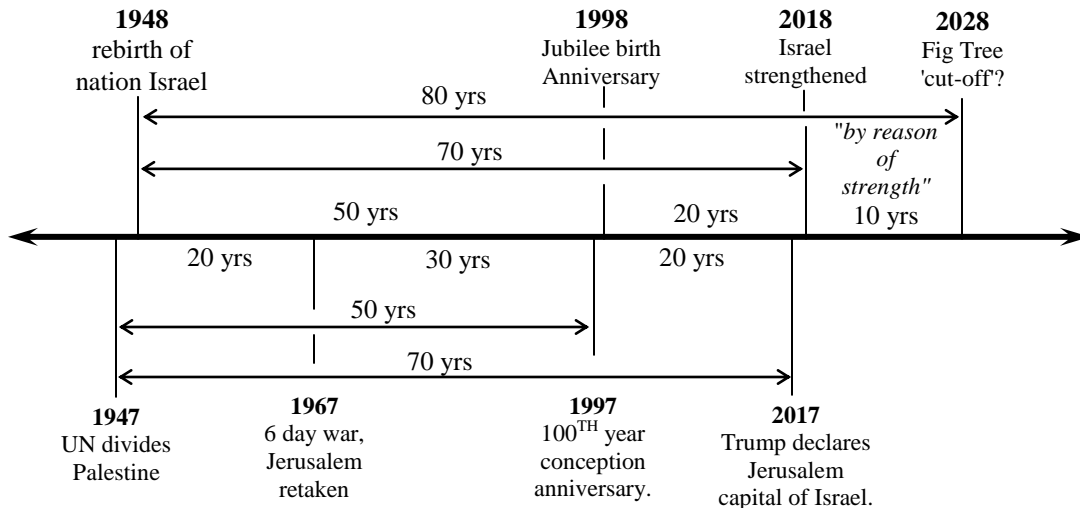 1948
rebirth of
nation Israel
1998
Jubilee birth
Anniversary
2018
Israel
strengthened
2028
Fig Tree
'cut-off'?
80 yrs
70 yrs
"by reason
of
strength"
50 yrs
20 yrs
10 yrs
20 yrs
30 yrs
20 yrs
50 yrs
70 yrs
1947
UN divides
Palestine
1967
6 day war,
Jerusalem
retaken
1997
100TH year
conception
anniversary.
2017
Trump declares
Jerusalem
capital of Israel.